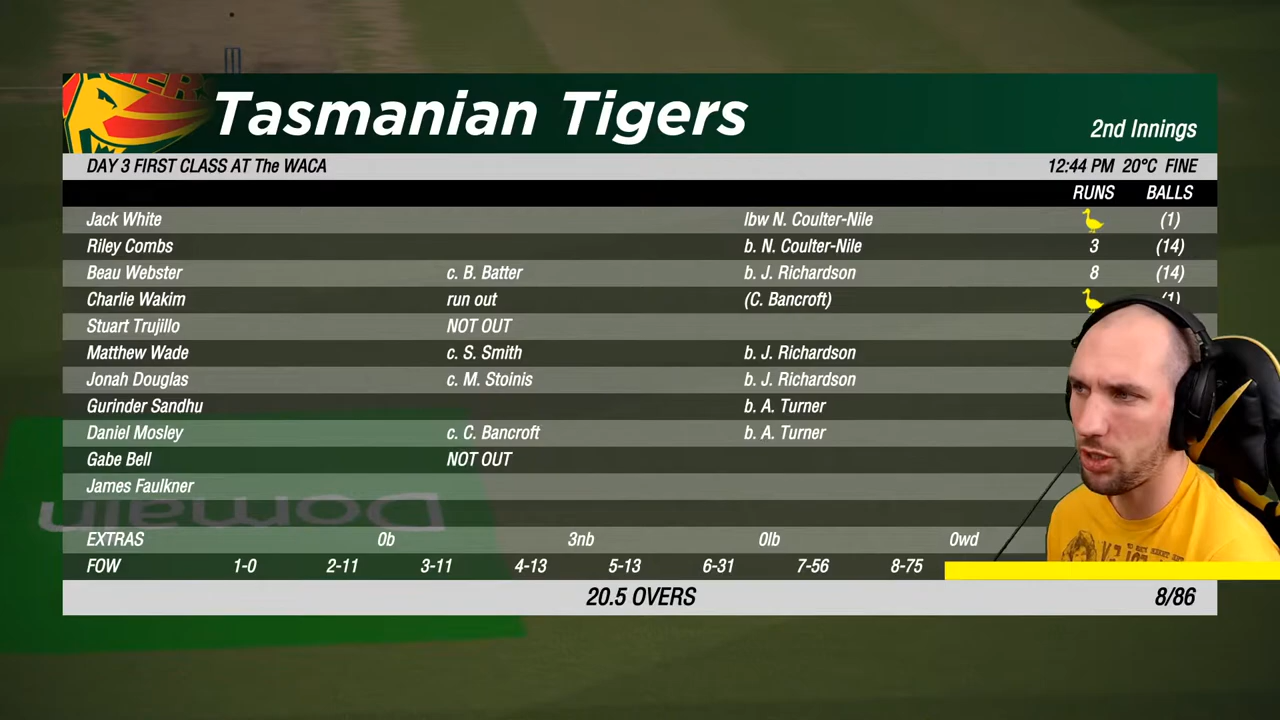 Tasmanian Tigers
2nd Innings
DAY 3 FIRST CLASS AT The WACA 12:44 PM 20°C FINE
RUNS BALLS
Jack White lbw N. Coulter-Nile (1)
Riley Combs b. N. Coulter-Nile 3 (14)
Beau Webster c. B. Batter b. J. Richardson 8 (14)
Charlie Wakim run out (C. Bancroft) (1)
Stuart Trujillo NOT OUT
Matthew Wade c. S. Smith b. J. Richardson
Jonah Douglas c. M. Stoinis b. J. Richardson
Gurinder Sandhu b. A. Turner
Daniel Mosley c. C. Bancroft b. A. Turner
Gabe Bell NOT OUT
James Faulkner
Domain
EXTRAS 0b 3nb 0lb 0wd
FOW 1-0 2-11 3-11 4-13 5-13 6-31 7-56 8-75
20.5 OVERS 8/86